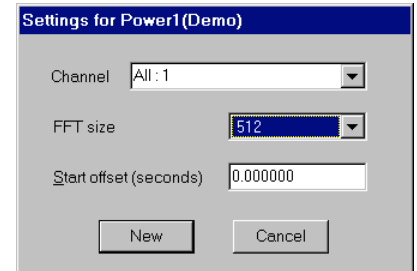 Settings for Power1(Demo)
Channel All : 1
FFT size 512
Start offset (seconds) 0.000000
New Cancel